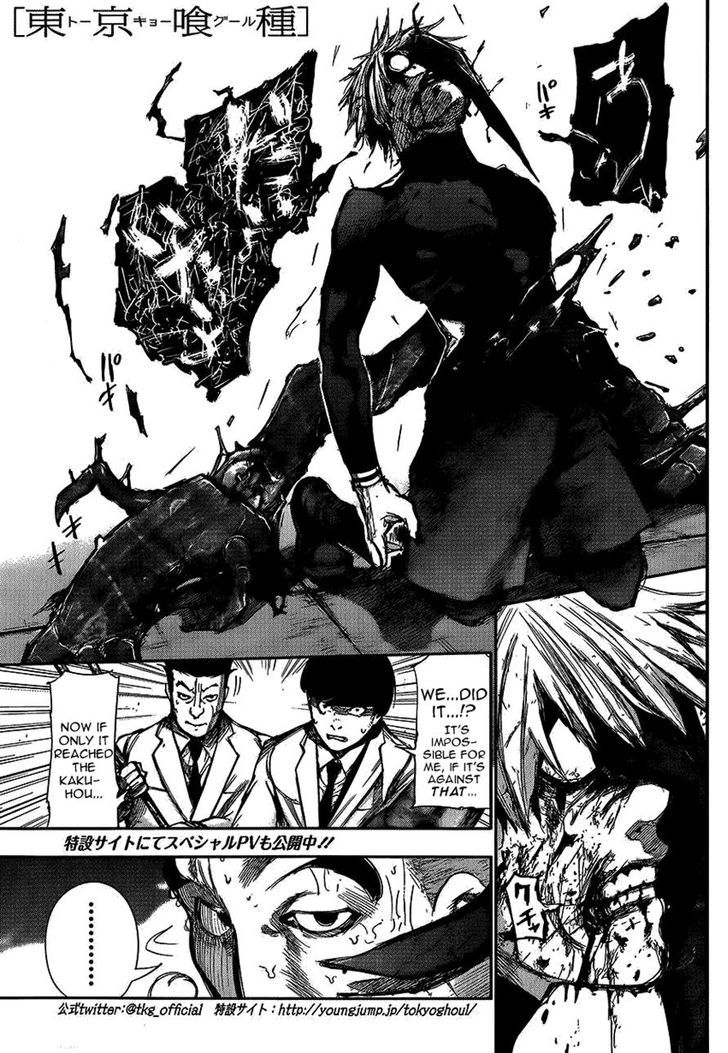 [東京喰種]
トーキョーグール
パキ
パキ
WE...DID
IT...!?
IT'S
IMPOS-
SIBLE FOR
ME, IF IT'S
AGAINST
THAT...
NOW IF
ONLY IT
REACHED
THE
KAKU-
HOU...
特設サイトにてスペシャルPVも公開中!!
クチャ
.........
公式twitter:@tkg_official 特設サイト：http://youngjump.jp/tokyoghoul/